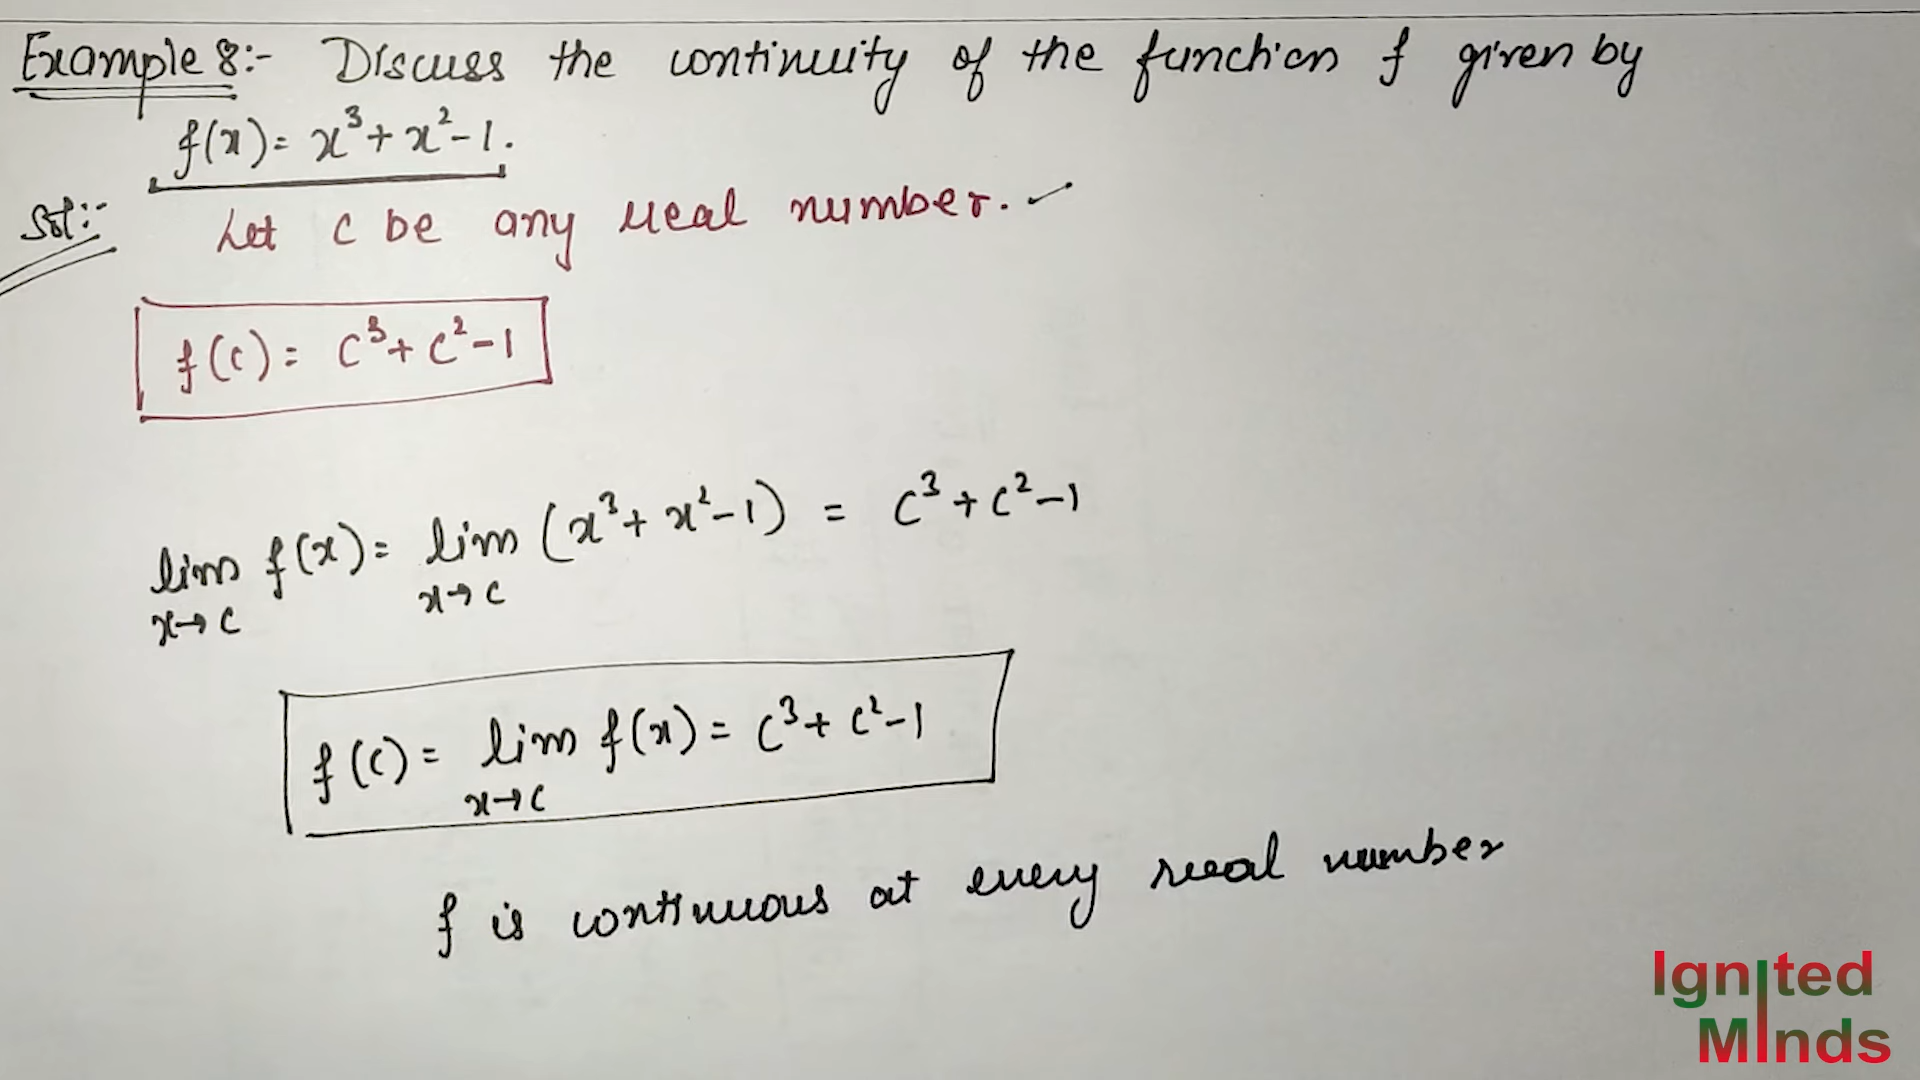 Example 8:- Discuss the continuity of the function f given by
f(x) = x³ + x² - 1.
Sol:-
Let c be any real number.
f(c) = c³ + c² - 1
lim f(x) = lim (x³ + x² - 1) = c³ + c² - 1
x→c x→c
f(c) = lim f(x) = c³ + c² - 1
x→c
f is continuous at every real number
Ignited
Minds